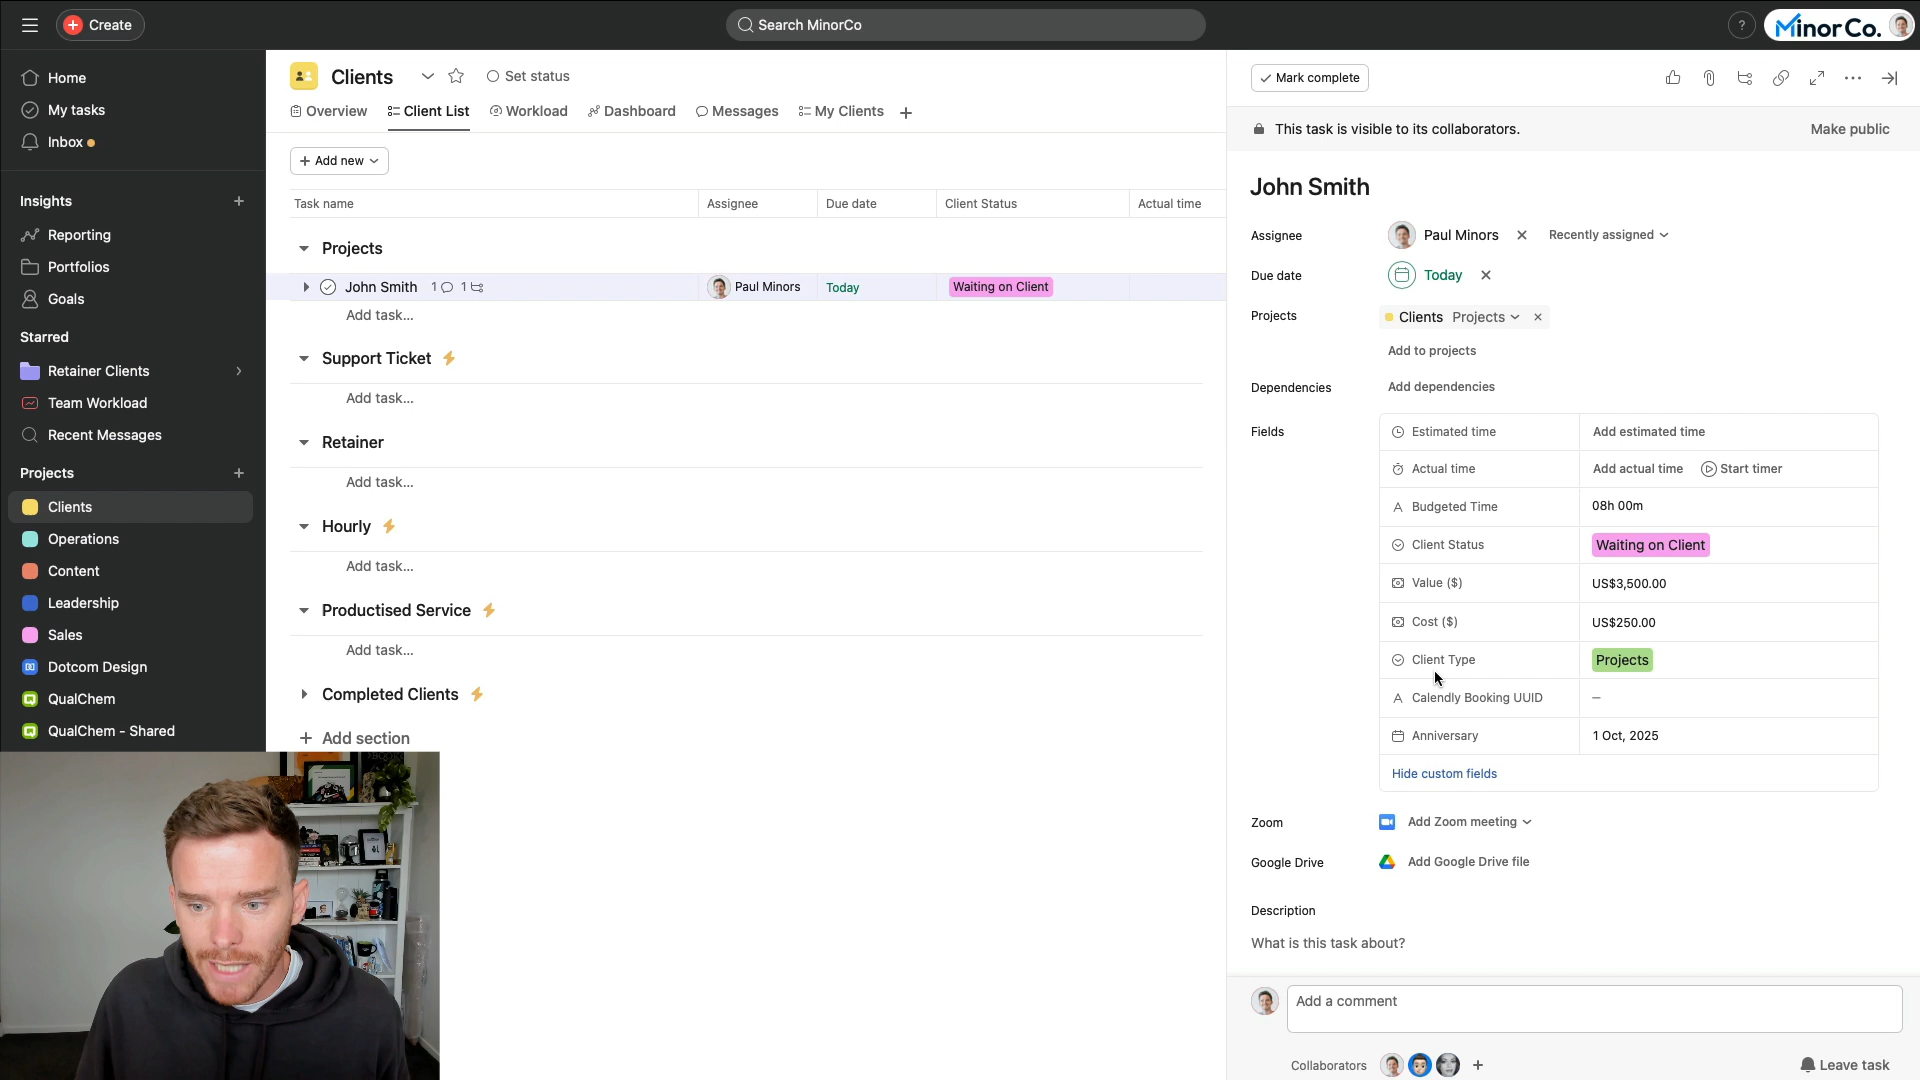 Create
Search MinorCo
?
MinorCo.
Home
My tasks
Inbox
Insights
Reporting
Portfolios
Goals
Starred
Retainer Clients
Team Workload
Recent Messages
Projects
Clients
Operations
Content
Leadership
Sales
Dotcom Design
QualChem
QualChem - Shared
Clients
Set status
Overview
Client List
Workload
Dashboard
Messages
My Clients
Add new
Task name
Assignee
Due date
Client Status
Actual time
Projects
John Smith 1 1
Paul Minors
Today
Waiting on Client
Add task...
Support Ticket
Add task...
Retainer
Add task...
Hourly
Add task...
Productised Service
Add task...
Completed Clients
Add section
Mark complete
This task is visible to its collaborators.
Make public
John Smith
Assignee
Paul Minors
Recently assigned
Due date
Today
Projects
Clients Projects
Add to projects
Dependencies
Add dependencies
Fields
Estimated time
Add estimated time
Actual time
Add actual time
Start timer
Budgeted Time
08h 00m
Client Status
Waiting on Client
Value ($)
US$3,500.00
Cost ($)
US$250.00
Client Type
Projects
Calendly Booking UUID
—
Anniversary
1 Oct, 2025
Hide custom fields
Zoom
Add Zoom meeting
Google Drive
Add Google Drive file
Description
What is this task about?
Add a comment
Collaborators
Leave task